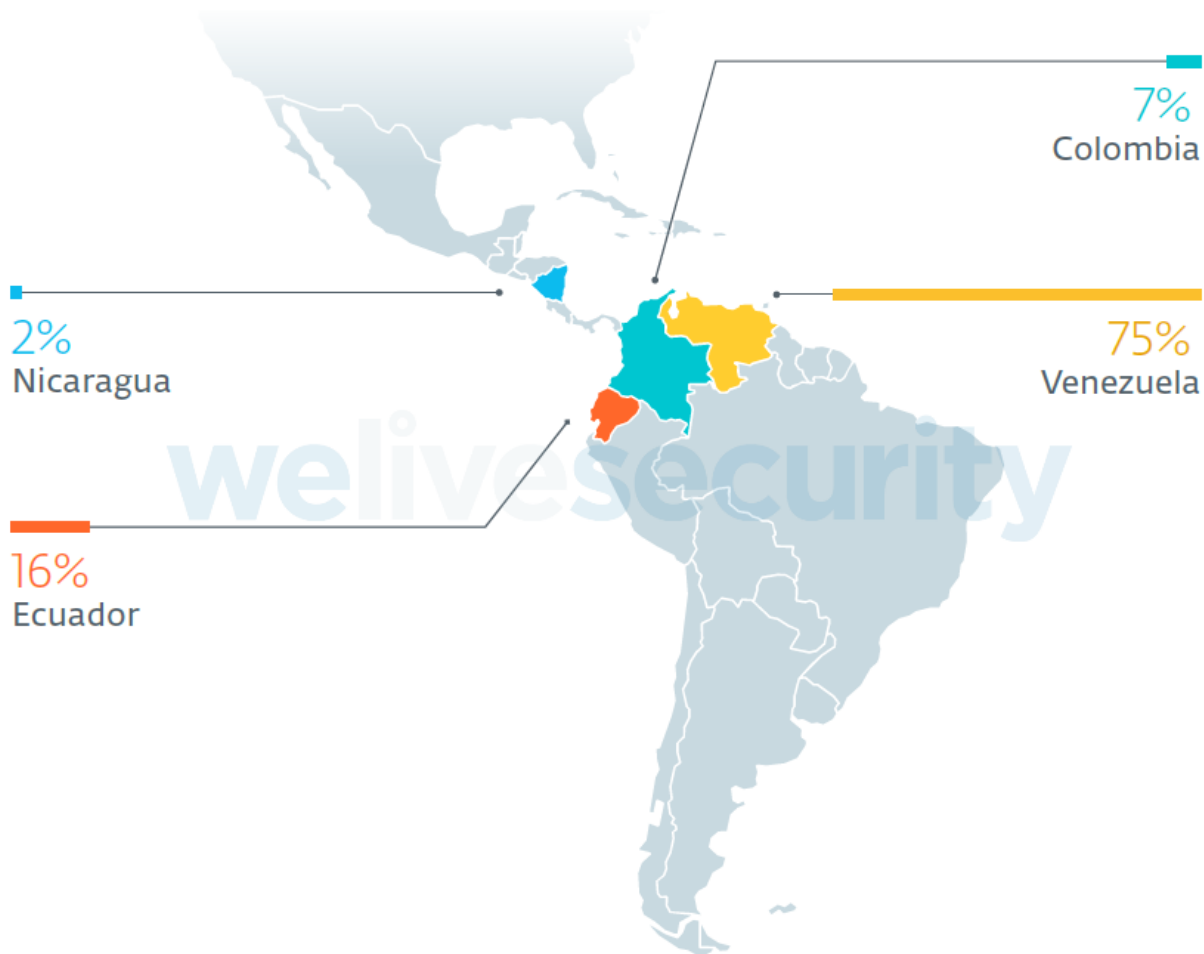 7%
Colombia
2%
Nicaragua
75%
Venezuela
welivesecurity
16%
Ecuador